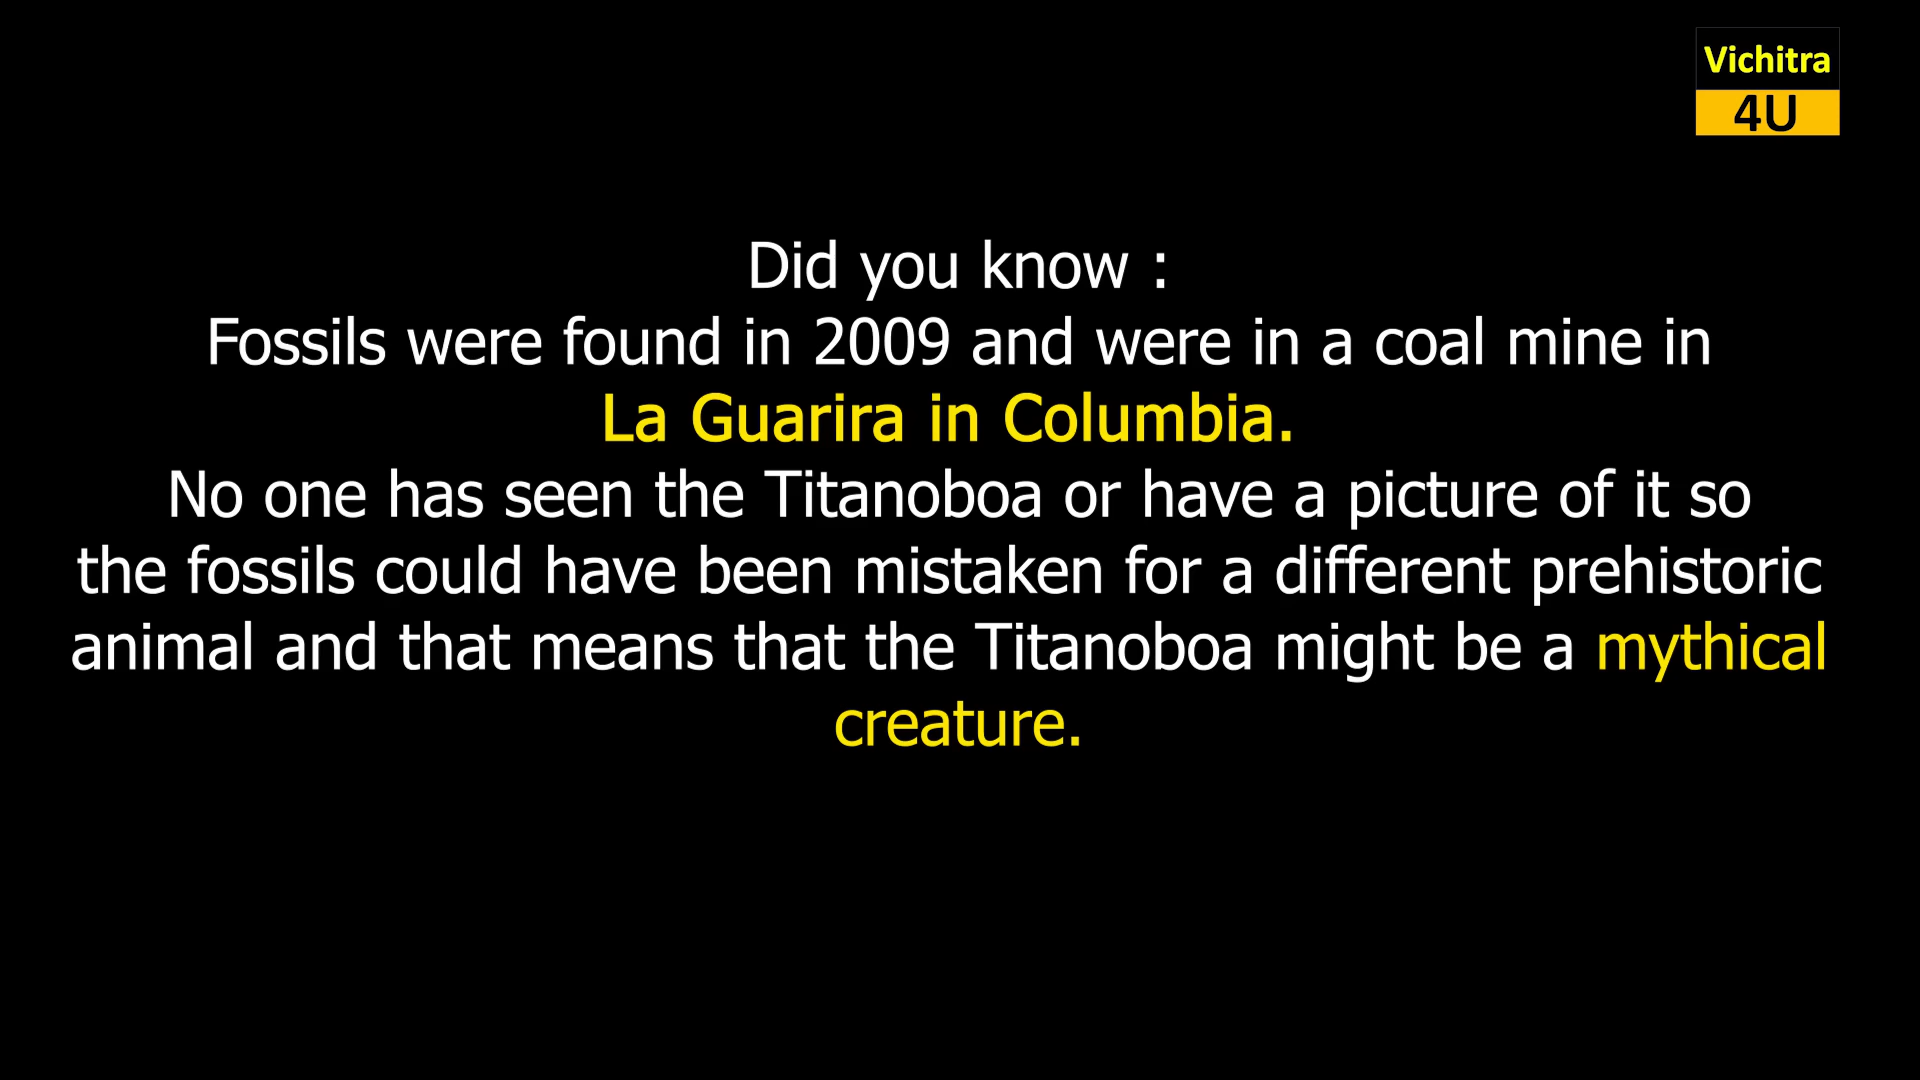 Vichitra
4U
Did you know :
Fossils were found in 2009 and were in a coal mine in
La Guarira in Columbia.
No one has seen the Titanoboa or have a picture of it so
the fossils could have been mistaken for a different prehistoric
animal and that means that the Titanoboa might be a mythical
creature.